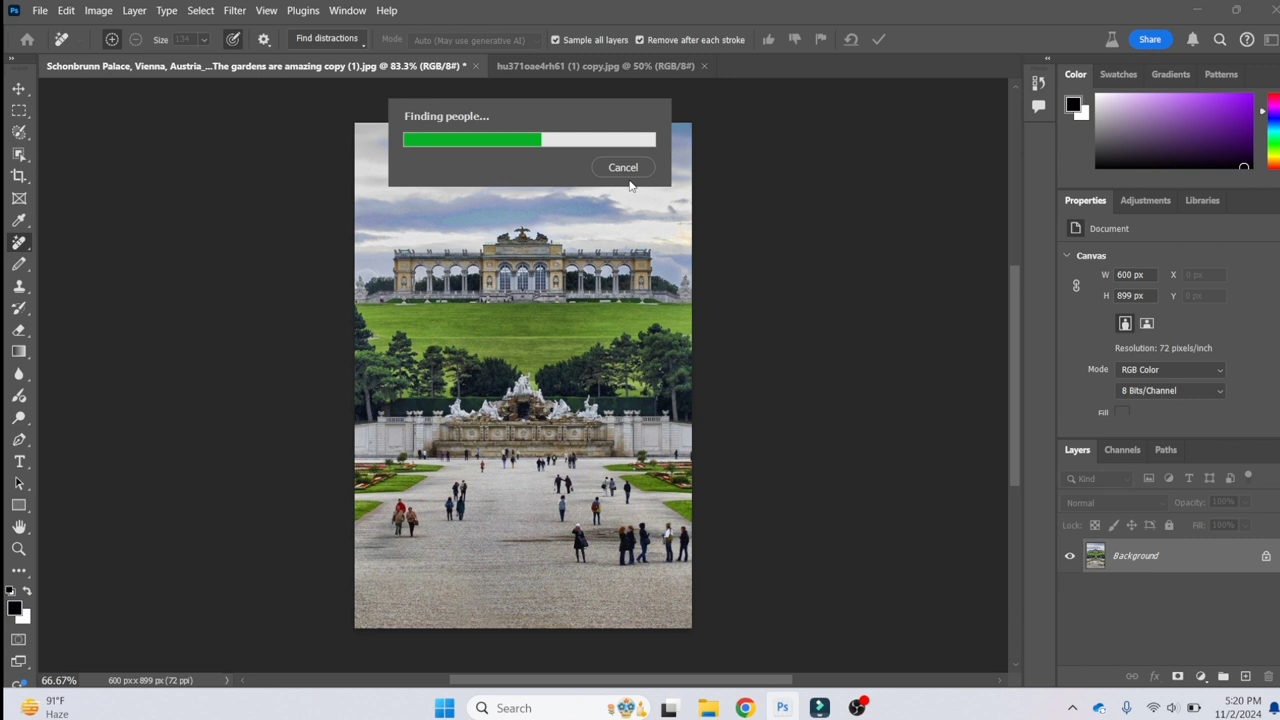 Ps File Edit Image Layer Type Select Filter View Plugins Window Help
Size 134 Find distractions Mode Auto (May use generative AI) Sample all layers Remove after each stroke Share
Schonbrunn Palace, Vienna, Austria_...The gardens are amazing copy (1).jpg @ 83.3% (RGB/8#) * × hu371oae4rh61 (1) copy.jpg @ 50% (RGB/8#) ×
Color Swatches Gradients Patterns
Finding people...
Cancel
Properties Adjustments Libraries
Document
Canvas
W 600 px X 0 px
H 899 px Y 0 px
Resolution: 72 pixels/inch
Mode RGB Color
8 Bits/Channel
Fill
Layers Channels Paths
Kind
Normal Opacity: 100%
Lock: Fill: 100%
Background
fx
66.67% 600 px x 899 px (72 ppi)
91°F
Haze
Search
Ps
5:20 PM
11/2/2024